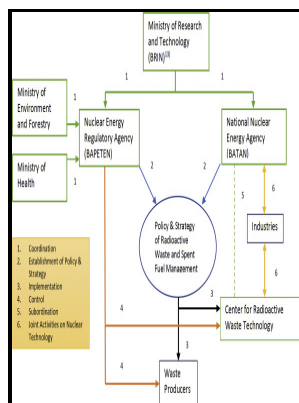 Ministry of Research
and Technology
(BRIN)
1
1
Ministry of
Environment
and Forestry
1
Nuclear Energy
Regulatory Agency
(BAPETEN)
National Nuclear
Energy Agency
(BATAN)
Ministry of
Health
1
2
2
5
6
Policy & Strategy
of Radioactive
Waste and Spent
Fuel Management
Industries
1. Coordination
2. Establishment of Policy &
Strategy
3. Implementation
4. Control
5. Subordination
6. Joint Activities on Nuclear
Technology
6
3
4
Center for Radioactive
Waste Technology
3
4
Waste
Producers